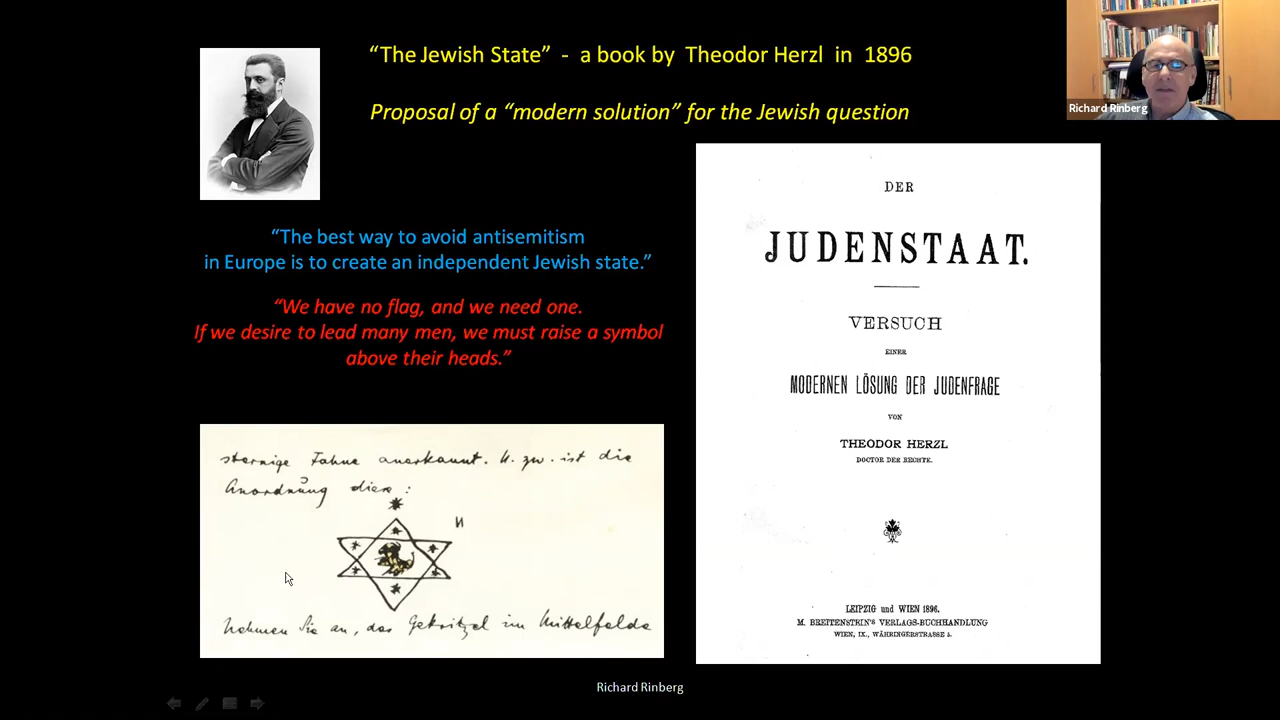 “The Jewish State” - a book by Theodor Herzl in 1896
Proposal of a “modern solution” for the Jewish question
Richard Rinberg
“The best way to avoid antisemitism
in Europe is to create an independent Jewish state.”
“We have no flag, and we need one.
If we desire to lead many men, we must raise a symbol
above their heads.”
sternige Fahne anerkannt. U. zw. ist die
Anordnung diese:
Nehmen Sie an, das Gekritzel im Mittelfelde
DER
JUDENSTAAT.
VERSUCH
EINER
MODERNEN LÖSUNG DER JUDENFRAGE
VON
THEODOR HERZL
DOCTOR DER RECHTE.
LEIPZIG und WIEN 1896.
M. BREITENSTEIN'S VERLAGS-BUCHHANDLUNG
WIEN, IX., WÄHRINGERSTRASSE 5.
Richard Rinberg